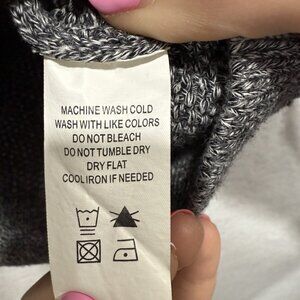 MACHINE WASH COLD
WASH WITH LIKE COLORS
DO NOT BLEACH
DO NOT TUMBLE DRY
DRY FLAT
COOL IRON IF NEEDED